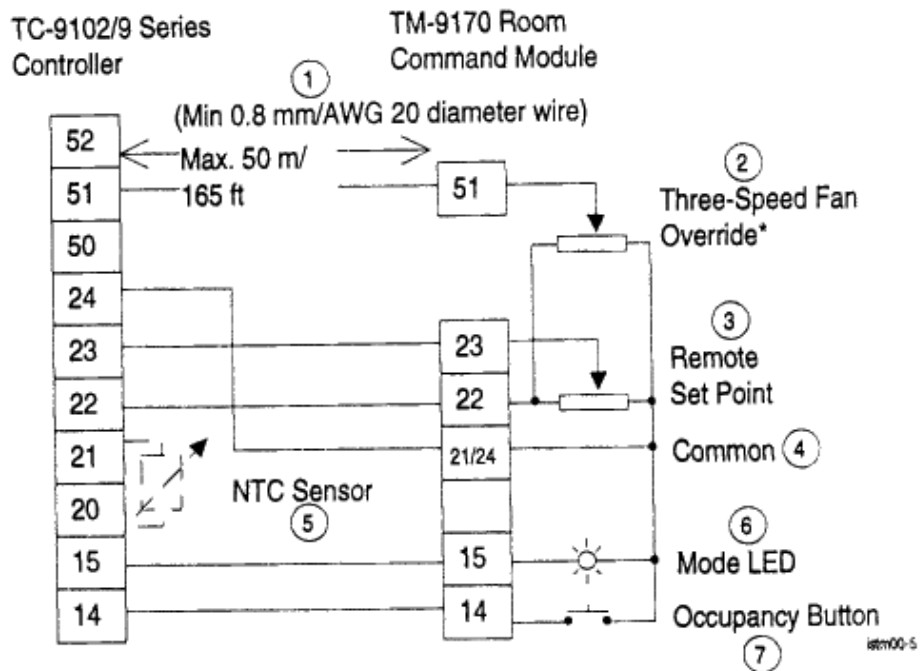 TC-9102/9 Series
Controller
TM-9170 Room
Command Module
1
(Min 0.8 mm/AWG 20 diameter wire)
Max. 50 m/
165 ft
52
51
50
24
23
22
21
20
15
14
51
23
22
21/24
15
14
2
Three-Speed Fan
Override*
3
Remote
Set Point
Common 4
NTC Sensor
5
6
Mode LED
Occupancy Button
7
istm00-5